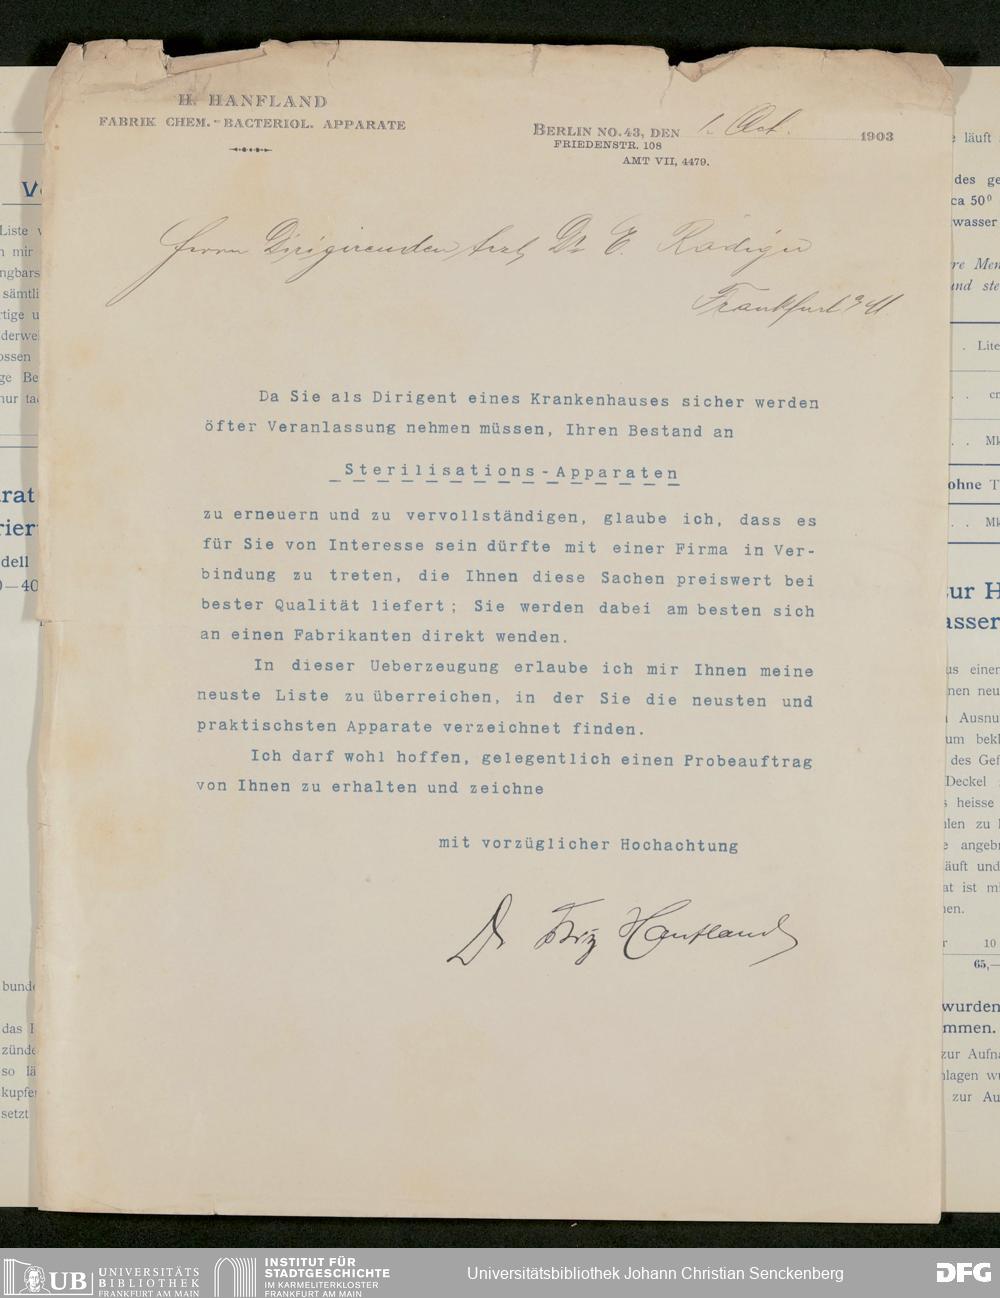 H. HANFLAND
FABRIK CHEM.-BACTERIOL. APPARATE
BERLIN NO. 43, DEN 1. Oct. 1903
FRIEDENSTR. 108
AMT VII, 4479.
Herrn Dirigirenden Arzt Dr E. Rödiger
Frankfurt a/M
Da Sie als Dirigent eines Krankenhauses sicher werden
öfter Veranlassung nehmen müssen, Ihren Bestand an
Sterilisations-Apparaten
zu erneuern und zu vervollständigen, glaube ich, dass es
für Sie von Interesse sein dürfte mit einer Firma in Ver-
bindung zu treten, die Ihnen diese Sachen preiswert bei
bester Qualität liefert; Sie werden dabei am besten sich
an einen Fabrikanten direkt wenden.
In dieser Ueberzeugung erlaube ich mir Ihnen meine
neuste Liste zu überreichen, in der Sie die neusten und
praktischsten Apparate verzeichnet finden.
Ich darf wohl hoffen, gelegentlich einen Probeauftrag
von Ihnen zu erhalten und zeichne
mit vorzüglicher Hochachtung
Dr Hanfland
UB UNIVERSITÄTS
BIBLIOTHEK
FRANKFURT AM MAIN
INSTITUT FÜR
STADTGESCHICHTE
IM KARMELITERKLOSTER
FRANKFURT AM MAIN
Universitätsbibliothek Johann Christian Senckenberg
DFG